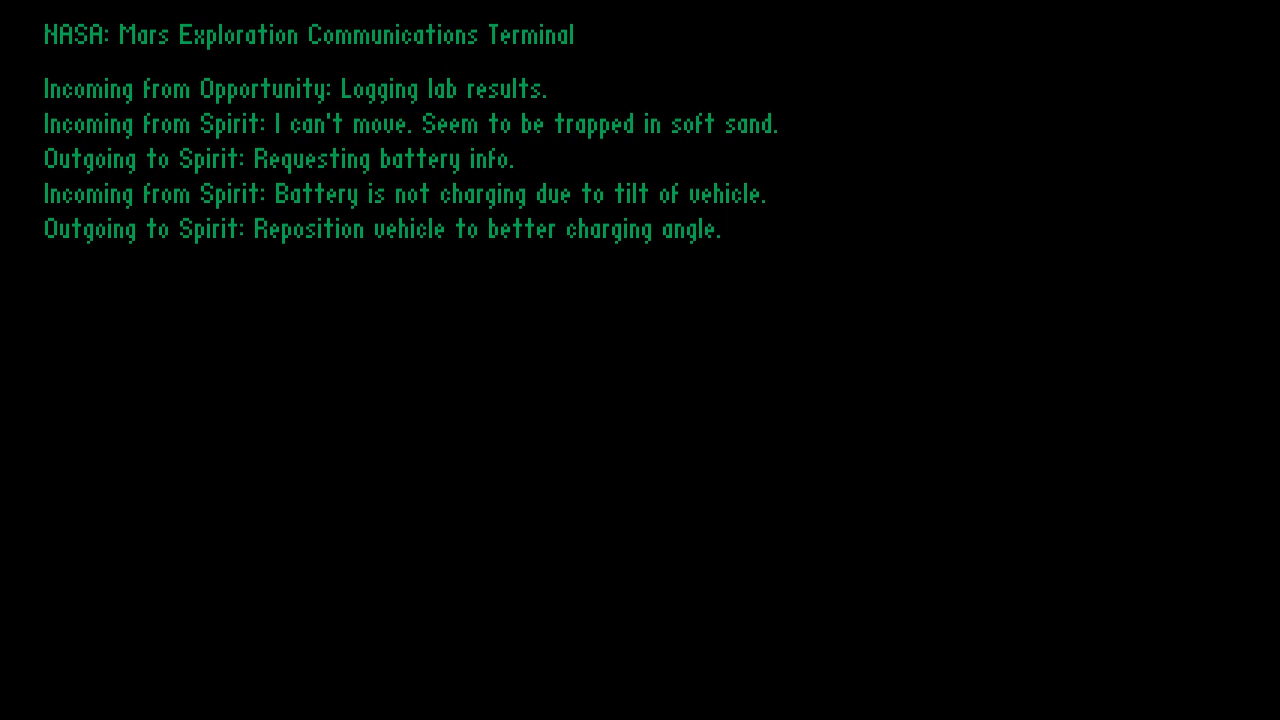 NASA: Mars Exploration Communications Terminal
Incoming from Opportunity: Logging lab results.
Incoming from Spirit: I can't move. Seem to be trapped in soft sand.
Outgoing to Spirit: Requesting battery info.
Incoming from Spirit: Battery is not charging due to tilt of vehicle.
Outgoing to Spirit: Reposition vehicle to better charging angle.